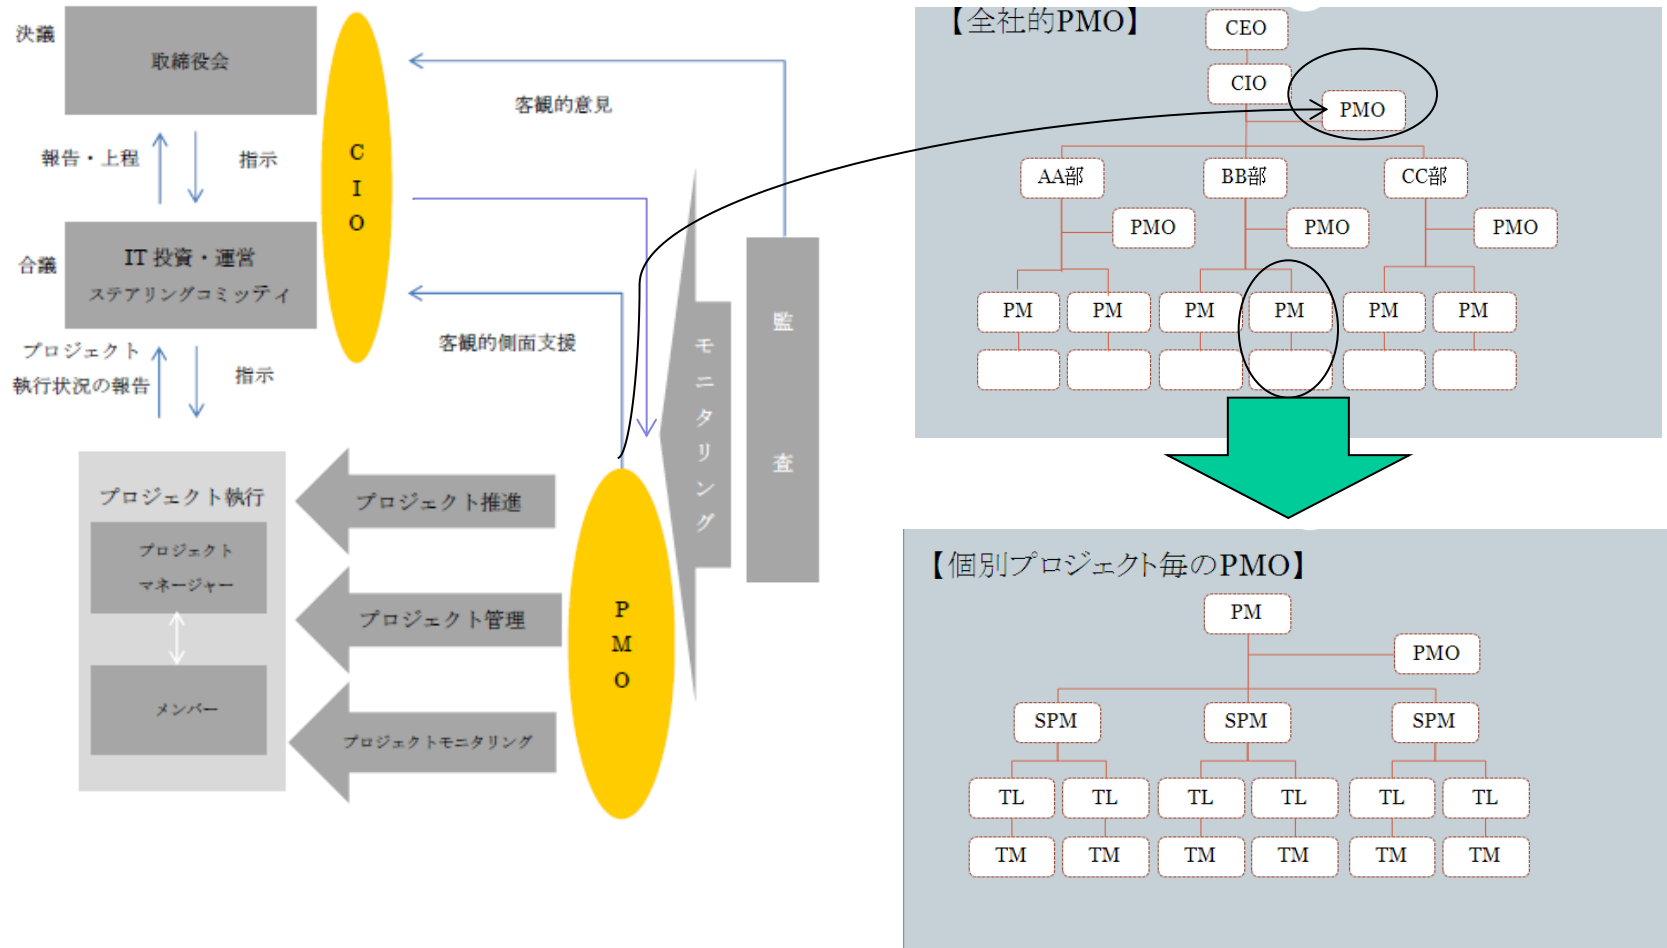 決議
取締役会
報告・上程
指示
合議
IT 投資・運営
ステアリングコミッティ
プロジェクト
執行状況の報告
指示
プロジェクト執行
プロジェクト
マネージャー
メンバー
CIO
客観的意見
客観的側面支援
プロジェクト推進
プロジェクト管理
プロジェクトモニタリング
PMO
モニタリング
監査
【全社的PMO】
CEO
CIO
PMO
AA部 BB部 CC部
PMO PMO PMO
PM PM PM PM PM PM
【個別プロジェクト毎のPMO】
PM
PMO
SPM SPM SPM
TL TL TL TL TL TL
TM TM TM TM TM TM